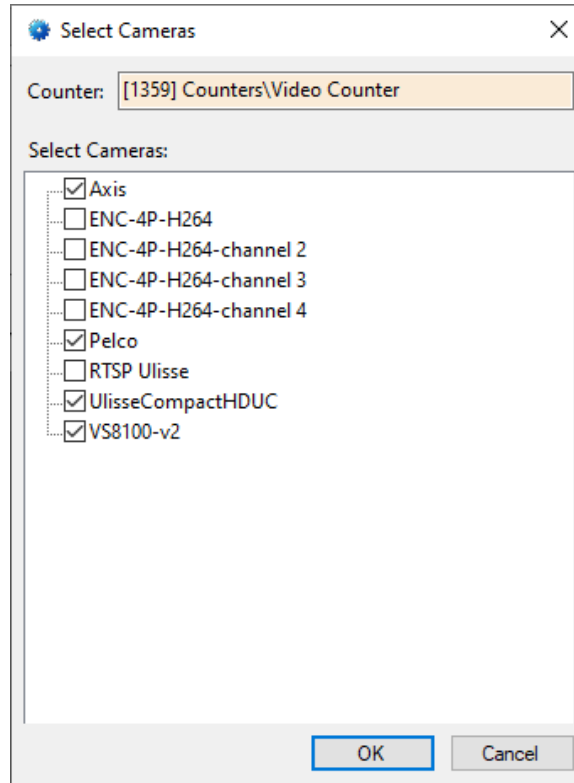 Select Cameras
Counter: [1359] Counters\Video Counter
Select Cameras:
Axis
ENC-4P-H264
ENC-4P-H264-channel 2
ENC-4P-H264-channel 3
ENC-4P-H264-channel 4
Pelco
RTSP Ulisse
UlisseCompactHDUC
VS8100-v2
OK Cancel